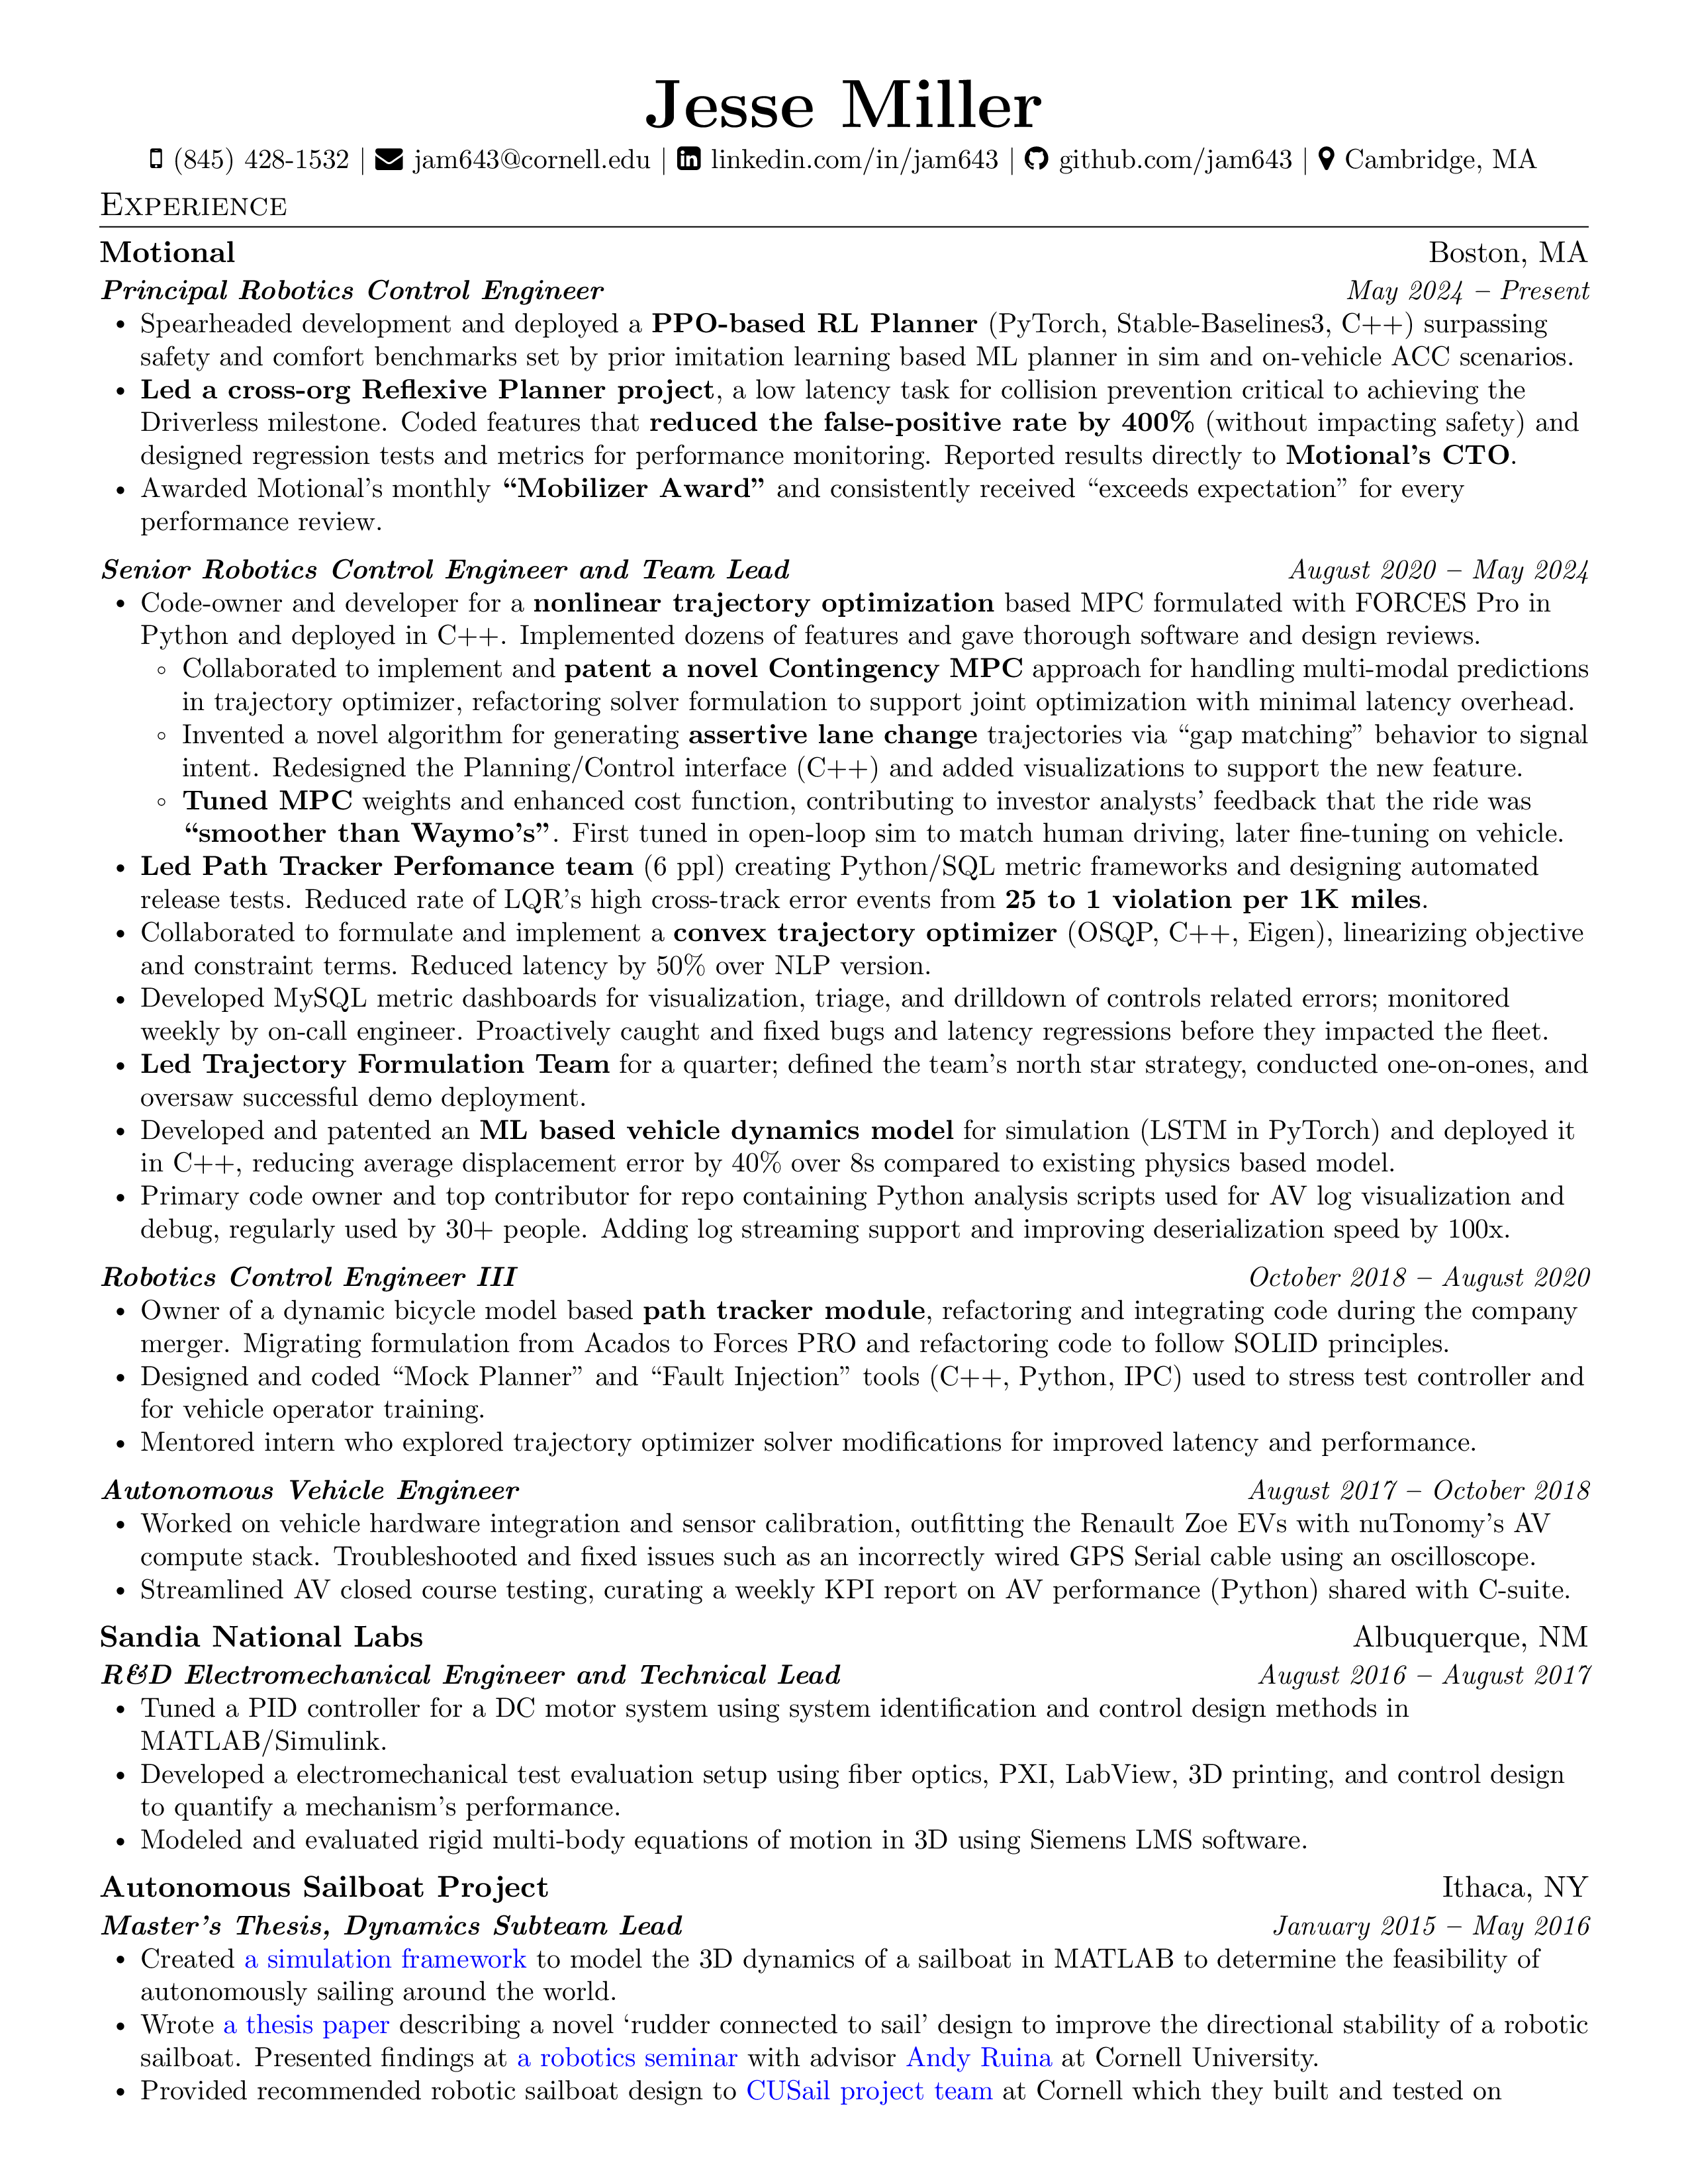 Jesse Miller
(845) 428-1532 | jam643@cornell.edu | linkedin.com/in/jam643 | github.com/jam643 | Cambridge, MA
Experience
Motional Boston, MA
Principal Robotics Control Engineer May 2024 – Present
• Spearheaded development and deployed a PPO-based RL Planner (PyTorch, Stable-Baselines3, C++) surpassing
safety and comfort benchmarks set by prior imitation learning based ML planner in sim and on-vehicle ACC scenarios.
• Led a cross-org Reflexive Planner project, a low latency task for collision prevention critical to achieving the
Driverless milestone. Coded features that reduced the false-positive rate by 400% (without impacting safety) and
designed regression tests and metrics for performance monitoring. Reported results directly to Motional's CTO.
• Awarded Motional's monthly “Mobilizer Award” and consistently received “exceeds expectation” for every
performance review.
Senior Robotics Control Engineer and Team Lead August 2020 – May 2024
• Code-owner and developer for a nonlinear trajectory optimization based MPC formulated with FORCES Pro in
Python and deployed in C++. Implemented dozens of features and gave thorough software and design reviews.
◦ Collaborated to implement and patent a novel Contingency MPC approach for handling multi-modal predictions
in trajectory optimizer, refactoring solver formulation to support joint optimization with minimal latency overhead.
◦ Invented a novel algorithm for generating assertive lane change trajectories via “gap matching” behavior to signal
intent. Redesigned the Planning/Control interface (C++) and added visualizations to support the new feature.
◦ Tuned MPC weights and enhanced cost function, contributing to investor analysts' feedback that the ride was
“smoother than Waymo's”. First tuned in open-loop sim to match human driving, later fine-tuning on vehicle.
• Led Path Tracker Perfomance team (6 ppl) creating Python/SQL metric frameworks and designing automated
release tests. Reduced rate of LQR's high cross-track error events from 25 to 1 violation per 1K miles.
• Collaborated to formulate and implement a convex trajectory optimizer (OSQP, C++, Eigen), linearizing objective
and constraint terms. Reduced latency by 50% over NLP version.
• Developed MySQL metric dashboards for visualization, triage, and drilldown of controls related errors; monitored
weekly by on-call engineer. Proactively caught and fixed bugs and latency regressions before they impacted the fleet.
• Led Trajectory Formulation Team for a quarter; defined the team's north star strategy, conducted one-on-ones, and
oversaw successful demo deployment.
• Developed and patented an ML based vehicle dynamics model for simulation (LSTM in PyTorch) and deployed it
in C++, reducing average displacement error by 40% over 8s compared to existing physics based model.
• Primary code owner and top contributor for repo containing Python analysis scripts used for AV log visualization and
debug, regularly used by 30+ people. Adding log streaming support and improving deserialization speed by 100x.
Robotics Control Engineer III October 2018 – August 2020
• Owner of a dynamic bicycle model based path tracker module, refactoring and integrating code during the company
merger. Migrating formulation from Acados to Forces PRO and refactoring code to follow SOLID principles.
• Designed and coded “Mock Planner” and “Fault Injection” tools (C++, Python, IPC) used to stress test controller and
for vehicle operator training.
• Mentored intern who explored trajectory optimizer solver modifications for improved latency and performance.
Autonomous Vehicle Engineer August 2017 – October 2018
• Worked on vehicle hardware integration and sensor calibration, outfitting the Renault Zoe EVs with nuTonomy's AV
compute stack. Troubleshooted and fixed issues such as an incorrectly wired GPS Serial cable using an oscilloscope.
• Streamlined AV closed course testing, curating a weekly KPI report on AV performance (Python) shared with C-suite.
Sandia National Labs Albuquerque, NM
R&D Electromechanical Engineer and Technical Lead August 2016 – August 2017
• Tuned a PID controller for a DC motor system using system identification and control design methods in
MATLAB/Simulink.
• Developed a electromechanical test evaluation setup using fiber optics, PXI, LabView, 3D printing, and control design
to quantify a mechanism's performance.
• Modeled and evaluated rigid multi-body equations of motion in 3D using Siemens LMS software.
Autonomous Sailboat Project Ithaca, NY
Master's Thesis, Dynamics Subteam Lead January 2015 – May 2016
• Created a simulation framework to model the 3D dynamics of a sailboat in MATLAB to determine the feasibility of
autonomously sailing around the world.
• Wrote a thesis paper describing a novel ‘rudder connected to sail’ design to improve the directional stability of a robotic
sailboat. Presented findings at a robotics seminar with advisor Andy Ruina at Cornell University.
• Provided recommended robotic sailboat design to CUSail project team at Cornell which they built and tested on